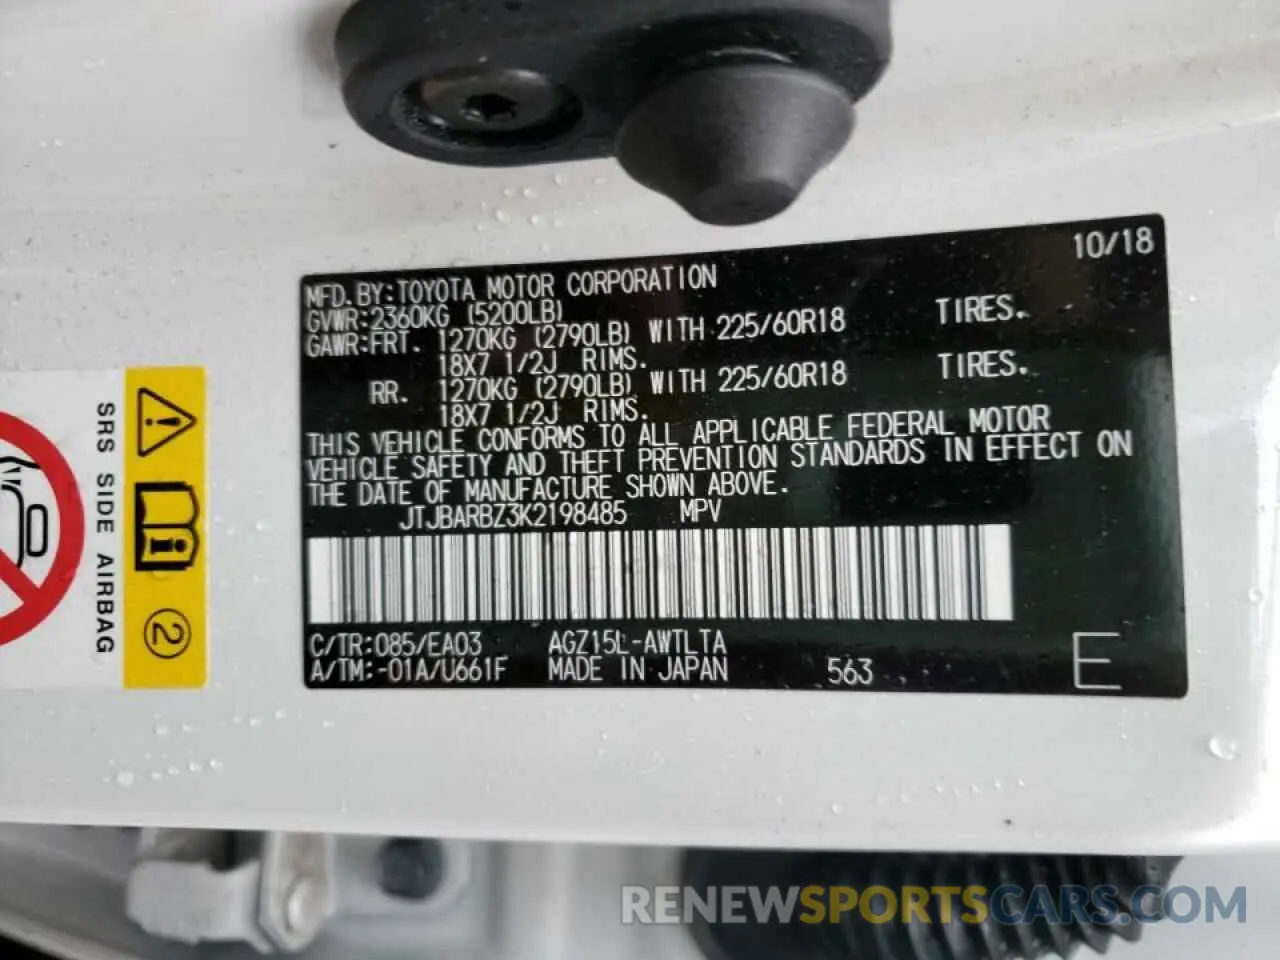 10/18
MFD.BY:TOYOTA MOTOR CORPORATION
GVWR:2360KG (5200LB)
GAWR:FRT. 1270KG (2790LB) WITH 225/60R18 TIRES.
18X7 1/2J RIMS.
RR. 1270KG (2790LB) WITH 225/60R18 TIRES.
18X7 1/2J RIMS.
THIS VEHICLE CONFORMS TO ALL APPLICABLE FEDERAL MOTOR
VEHICLE SAFETY AND THEFT PREVENTION STANDARDS IN EFFECT ON
THE DATE OF MANUFACTURE SHOWN ABOVE.
JTJBARBZ3K2198485 MPV
C/TR:085/EA03 AGZ15L-AWTLTA
A/TM:-01A/U661F MADE IN JAPAN 563 E
SRS SIDE AIRBAG
2
RENEWSPORTSCARS.COM